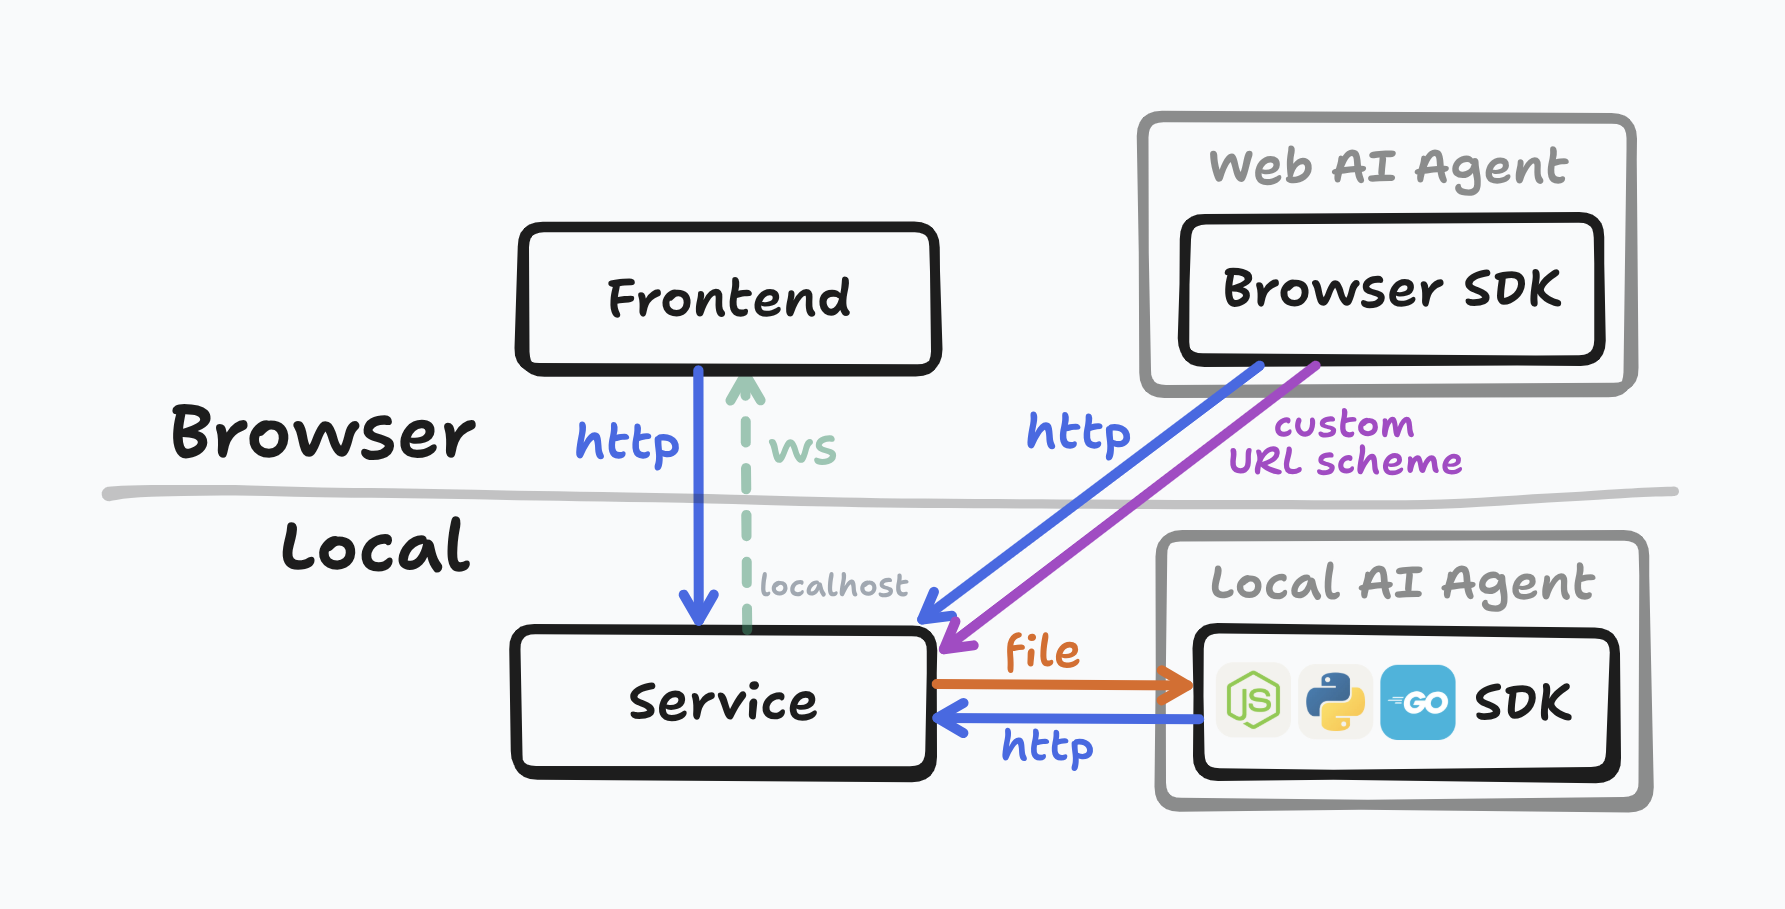 Web AI Agent
Browser SDK
Frontend
Browser
http
ws
http
custom
URL scheme
Local
localhost
Local AI Agent
file
Service
JS
GO
SDK
http